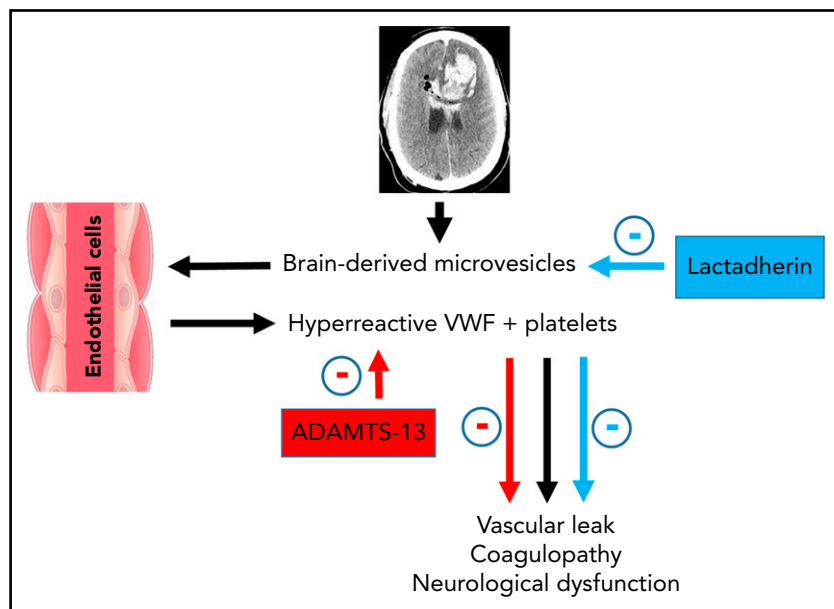 -
Brain-derived microvesicles
Lactadherin
Endothelial cells
Hyperreactive VWF + platelets
-
ADAMTS-13
-
-
Vascular leak
Coagulopathy
Neurological dysfunction